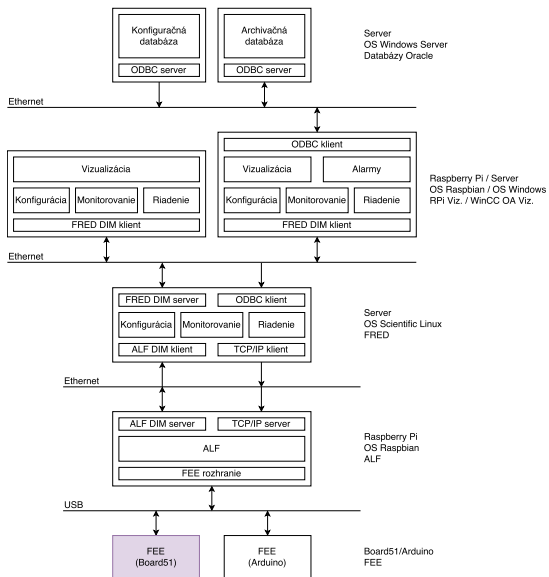 Konfiguračná
databáza
ODBC server
Archivačná
databáza
ODBC server
Server
OS Windows Server
Databázy Oracle
Ethernet
Vizualizácia
Konfigurácia
Monitorovanie
Riadenie
FRED DIM klient
ODBC klient
Vizualizácia
Alarmy
Konfigurácia
Monitorovanie
Riadenie
FRED DIM klient
Raspberry Pi / Server
OS Raspbian / OS Windows
RPi Viz. / WinCC OA Viz.
Ethernet
FRED DIM server
ODBC klient
Konfigurácia
Monitorovanie
Riadenie
ALF DIM klient
TCP/IP klient
Server
OS Scientific Linux
FRED
Ethernet
ALF DIM server
TCP/IP server
ALF
FEE rozhranie
Raspberry Pi
OS Raspbian
ALF
USB
FEE
(Board51)
FEE
(Arduino)
Board51/Arduino
FEE